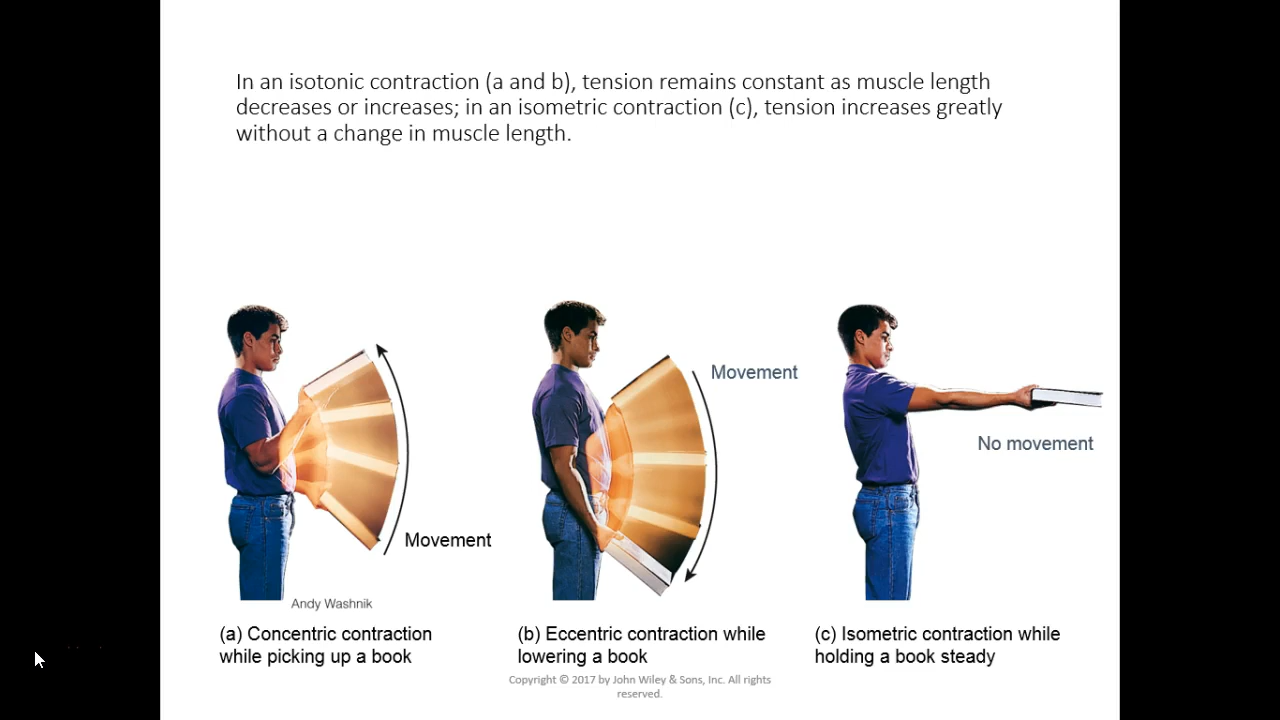 In an isotonic contraction (a and b), tension remains constant as muscle length
decreases or increases; in an isometric contraction (c), tension increases greatly
without a change in muscle length.
Movement
No movement
Movement
Andy Washnik
(a) Concentric contraction
while picking up a book
(b) Eccentric contraction while
lowering a book
(c) Isometric contraction while
holding a book steady
Copyright © 2017 by John Wiley & Sons, Inc. All rights
reserved.